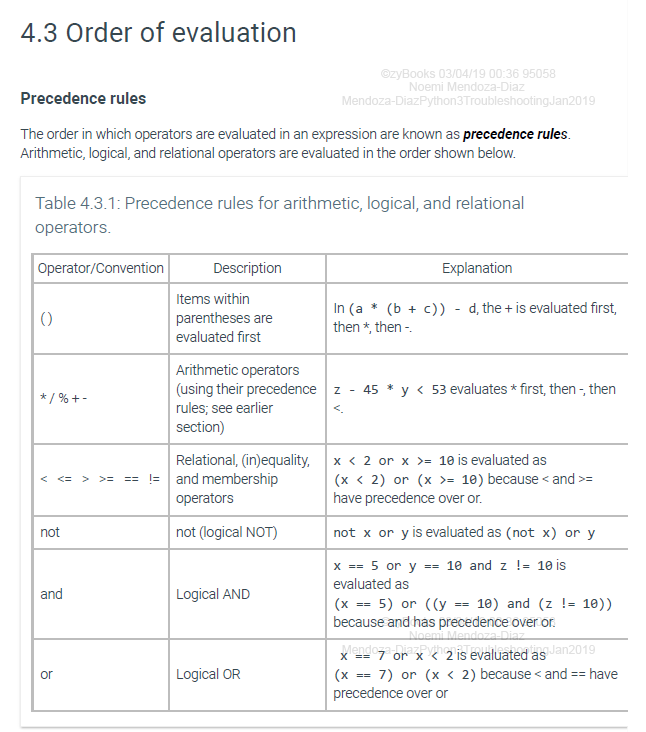 4.3 Order of evaluation
©zyBooks 03/04/19 00:36 95058
Noemi Mendoza-Diaz
Mendoza-DiazPython3TroubleshootingJan2019
Precedence rules
The order in which operators are evaluated in an expression are known as precedence rules.
Arithmetic, logical, and relational operators are evaluated in the order shown below.
Table 4.3.1: Precedence rules for arithmetic, logical, and relational
operators.
Operator/Convention Description Explanation
()
Items within
parentheses are
evaluated first
In (a * (b + c)) - d, the + is evaluated first,
then *, then -.
* / % + -
Arithmetic operators
(using their precedence
rules; see earlier
section)
z - 45 * y < 53 evaluates * first, then -, then
<.
< <= > >= == !=
Relational, (in)equality,
and membership
operators
x < 2 or x >= 10 is evaluated as
(x < 2) or (x >= 10) because < and >=
have precedence over or.
not
not (logical NOT)
not x or y is evaluated as (not x) or y
and
Logical AND
x == 5 or y == 10 and z != 10 is
evaluated as
(x == 5) or ((y == 10) and (z != 10))
because and has precedence over or.
Noemi Mendoza-Diaz
Mendoza-DiazPython3TroubleshootingJan2019
or
Logical OR
x == 7 or x < 2 is evaluated as
(x == 7) or (x < 2) because < and == have
precedence over or